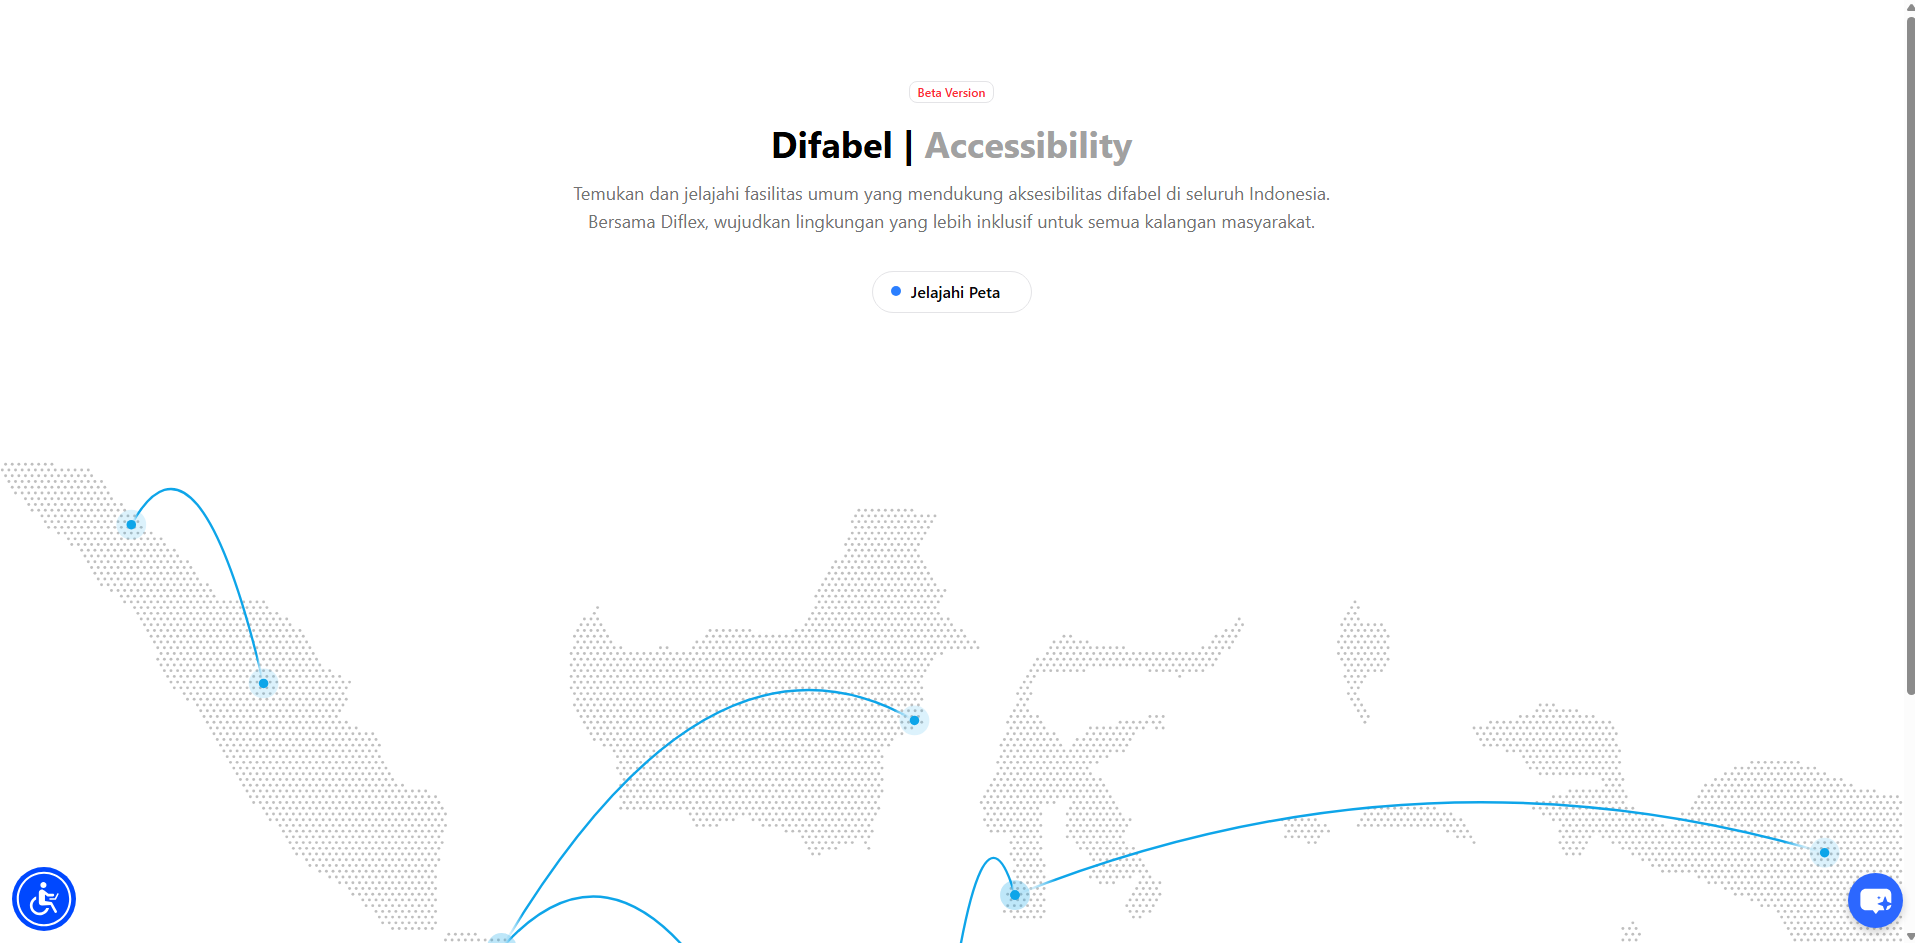 Beta Version
Difabel | Accessibility
Temukan dan jelajahi fasilitas umum yang mendukung aksesibilitas difabel di seluruh Indonesia.
Bersama Diflex, wujudkan lingkungan yang lebih inklusif untuk semua kalangan masyarakat.
Jelajahi Peta